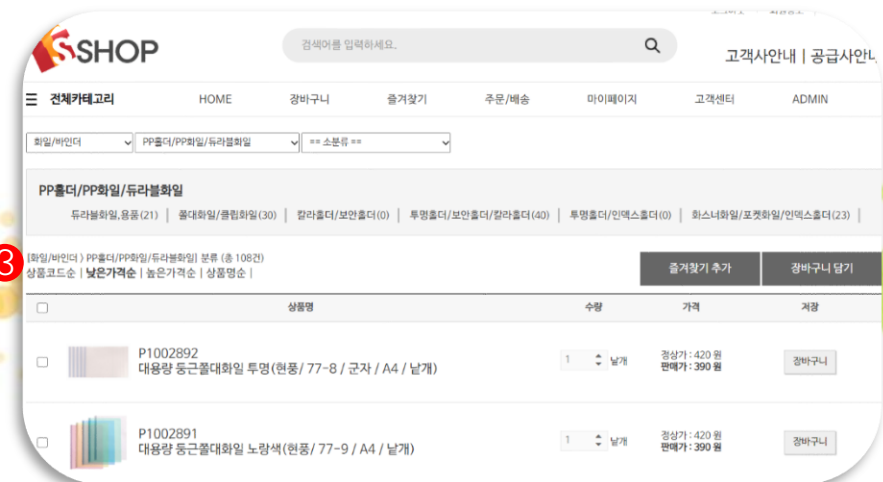 SSHOP
검색어를 입력하세요.
고객사안내 | 공급사안내
전체카테고리 HOME 장바구니 즐겨찾기 주문/배송 마이페이지 고객센터 ADMIN
화일/바인더 PP홀더/PP화일/듀라블화일 == 소분류 ==
PP홀더/PP화일/듀라블화일
듀라블화일,용품(21) | 쫄대화일/클립화일(30) | 칼라홀더/보안홀더(0) | 투명홀더/보안홀더/칼라홀더(40) | 투명홀더/인덱스홀더(0) | 화스너화일/포켓화일/인덱스홀더(23) |
3
[화일/바인더 > PP홀더/PP화일/듀라블화일] 분류 (총 108건)
상품코드순 | 낮은가격순 | 높은가격순 | 상품명순 |
즐겨찾기 추가 장바구니 담기
상품명 수량 가격 저장
P1002892
대용량 둥근쫄대화일 투명(현풍/ 77-8 / 군자 / A4 / 낱개)
1 낱개
정상가 : 420 원
판매가 : 390 원
장바구니
P1002891
대용량 둥근쫄대화일 노랑색(현풍/ 77-9 / A4 / 낱개)
1 낱개
정상가 : 420 원
판매가 : 390 원
장바구니